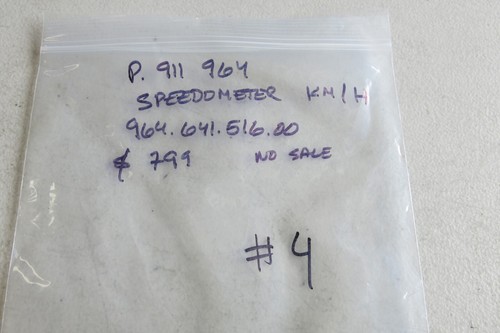 P. 911 964
SPEEDOMETER KM/H
964.641.516.00
$ 799 NO SALE
#4